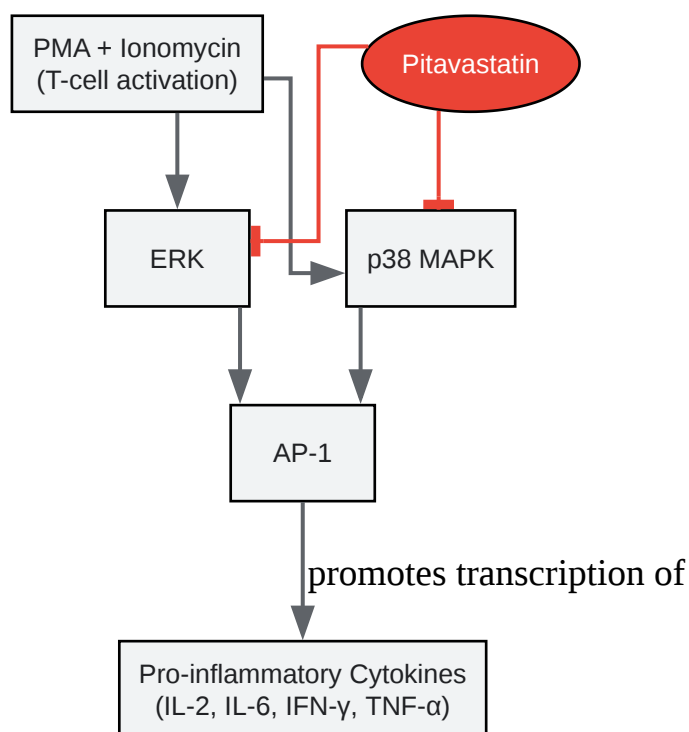 PMA + Ionomycin
(T-cell activation)
Pitavastatin
ERK
p38 MAPK
AP-1
promotes transcription of
Pro-inflammatory Cytokines
(IL-2, IL-6, IFN-γ, TNF-α)